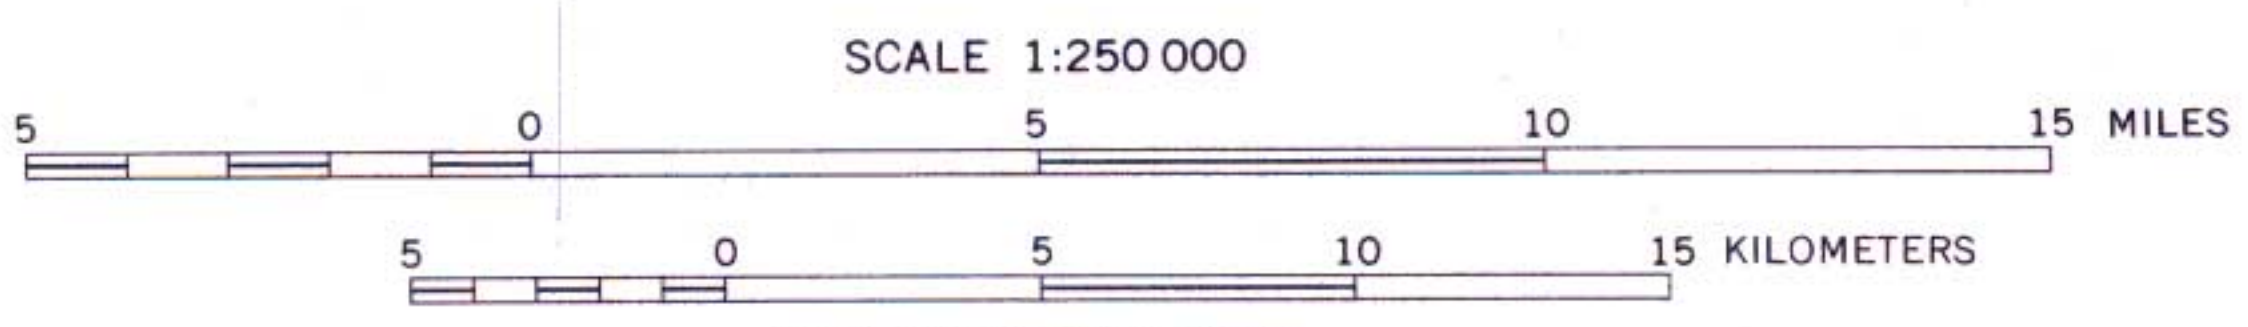 SCALE 1:250 000
5 0 5 10 15 MILES
5 0 5 10 15 KILOMETERS